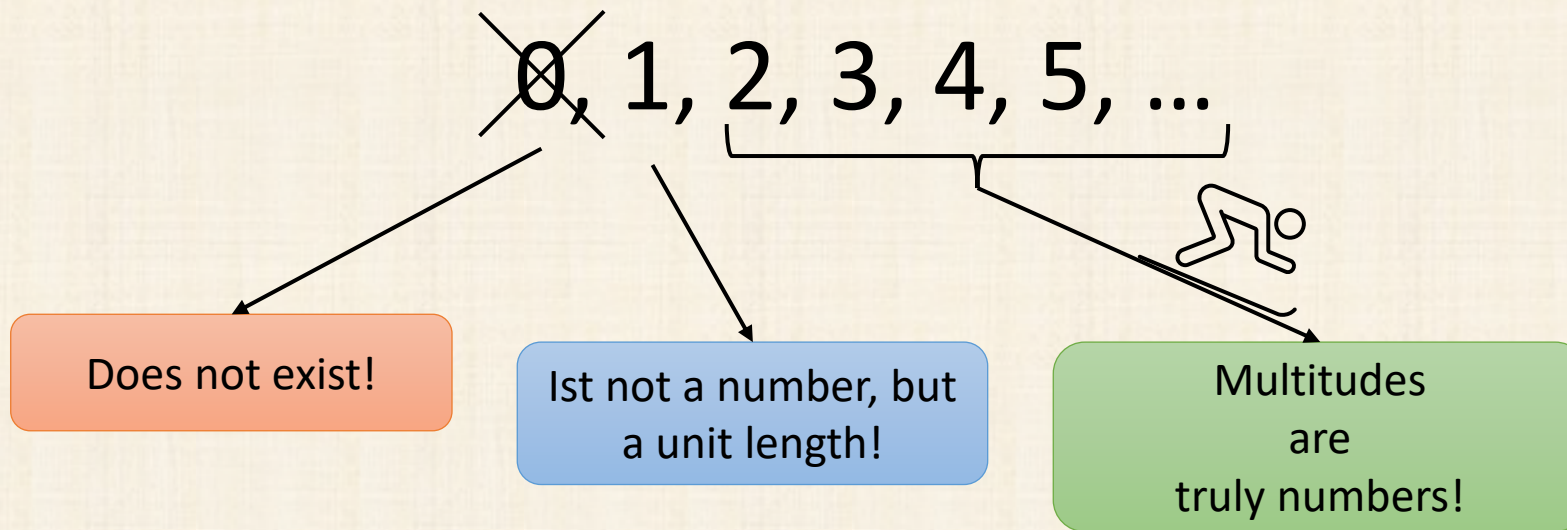 0, 1, 2, 3, 4, 5, ...
Does not exist!
Ist not a number, but
a unit length!
Multitudes
are
truly numbers!